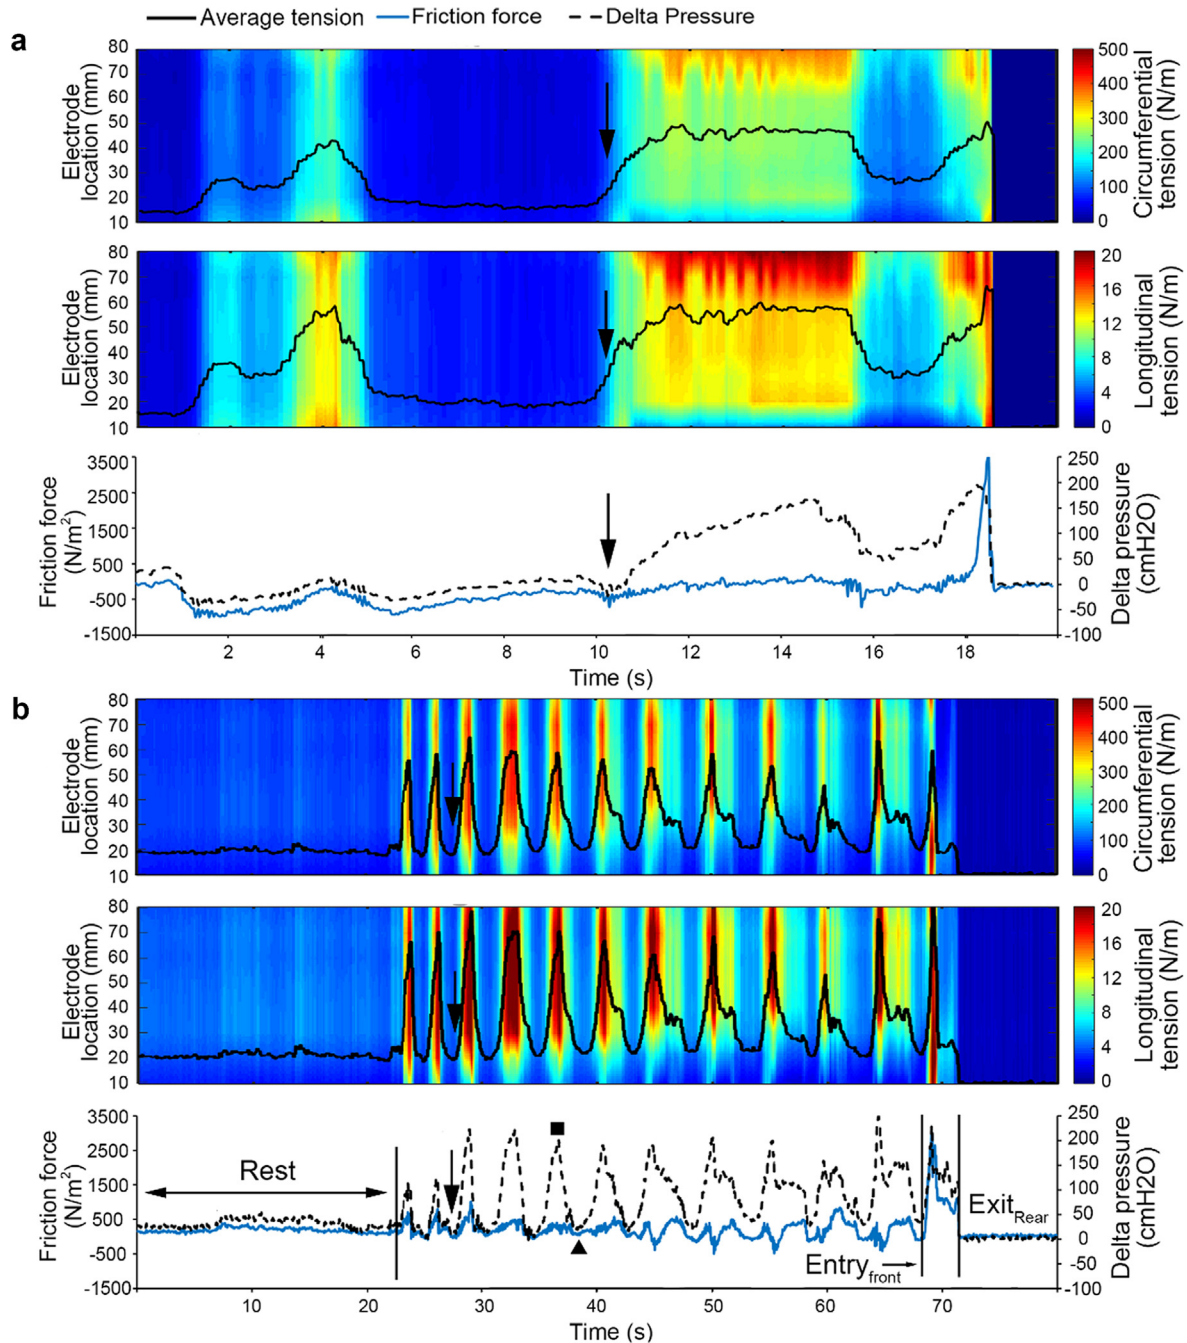 Average tension Friction force Delta Pressure
a
Electrode
location (mm)
80
70
60
50
40
30
20
10
500
400
300
200
100
0
Circumferential
tension (N/m)
Electrode
location (mm)
80
70
60
50
40
30
20
10
20
16
12
8
4
0
Longitudinal
tension (N/m)
Friction force
(N/m²)
3500
2500
1500
500
-500
-1500
250
200
150
100
50
0
-50
-100
Delta pressure
(cmH2O)
2 4 6 8 10 12 14 16 18
Time (s)
b
Electrode
location (mm)
80
70
60
50
40
30
20
10
500
400
300
200
100
0
Circumferential
tension (N/m)
Electrode
location (mm)
80
70
60
50
40
30
20
10
20
16
12
8
4
0
Longitudinal
tension (N/m)
Friction force
(N/m²)
3500
2500
1500
500
-500
-1500
Rest
Entry front
Exit Rear
250
200
150
100
50
0
-50
-100
Delta pressure
(cmH2O)
10 20 30 40 50 60 70
Time (s)